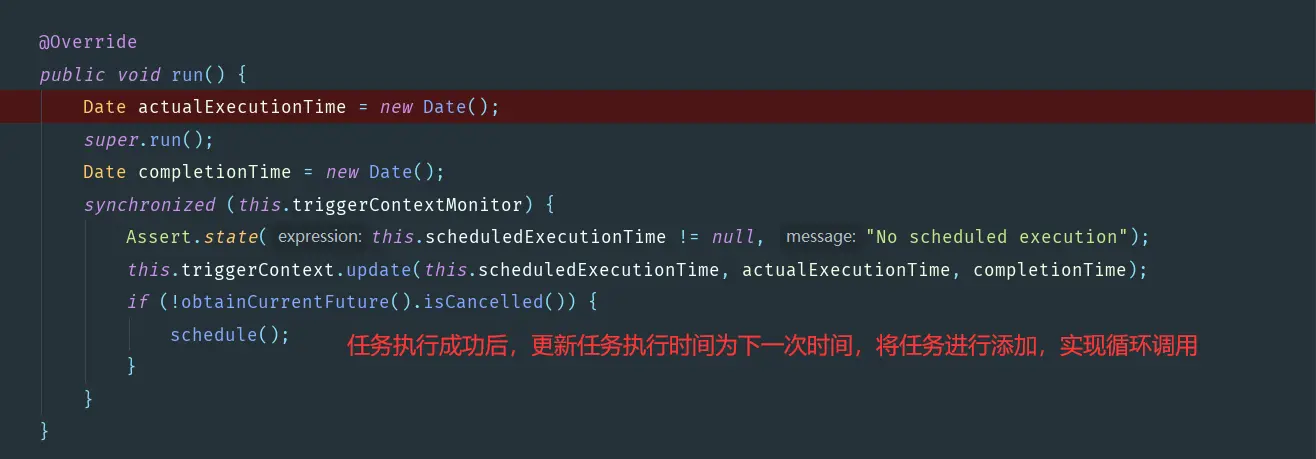 @Override
public void run() {
Date actualExecutionTime = new Date();
super.run();
Date completionTime = new Date();
synchronized (this.triggerContextMonitor) {
Assert.state( expression: this.scheduledExecutionTime != null, message: "No scheduled execution");
this.triggerContext.update(this.scheduledExecutionTime, actualExecutionTime, completionTime);
if (!obtainCurrentFuture().isCancelled()) {
schedule(); 任务执行成功后，更新任务执行时间为下一次时间，将任务进行添加，实现循环调用
}
}
}